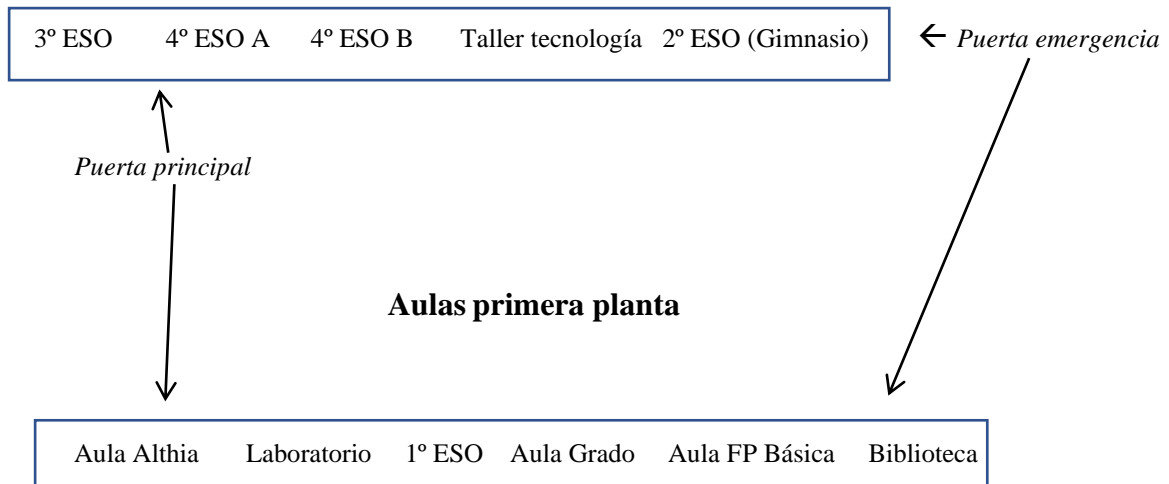 3º ESO 4º ESO A 4º ESO B Taller tecnología 2º ESO (Gimnasio) ← Puerta emergencia
Puerta principal
Aulas primera planta
Aula Althia Laboratorio 1º ESO Aula Grado Aula FP Básica Biblioteca